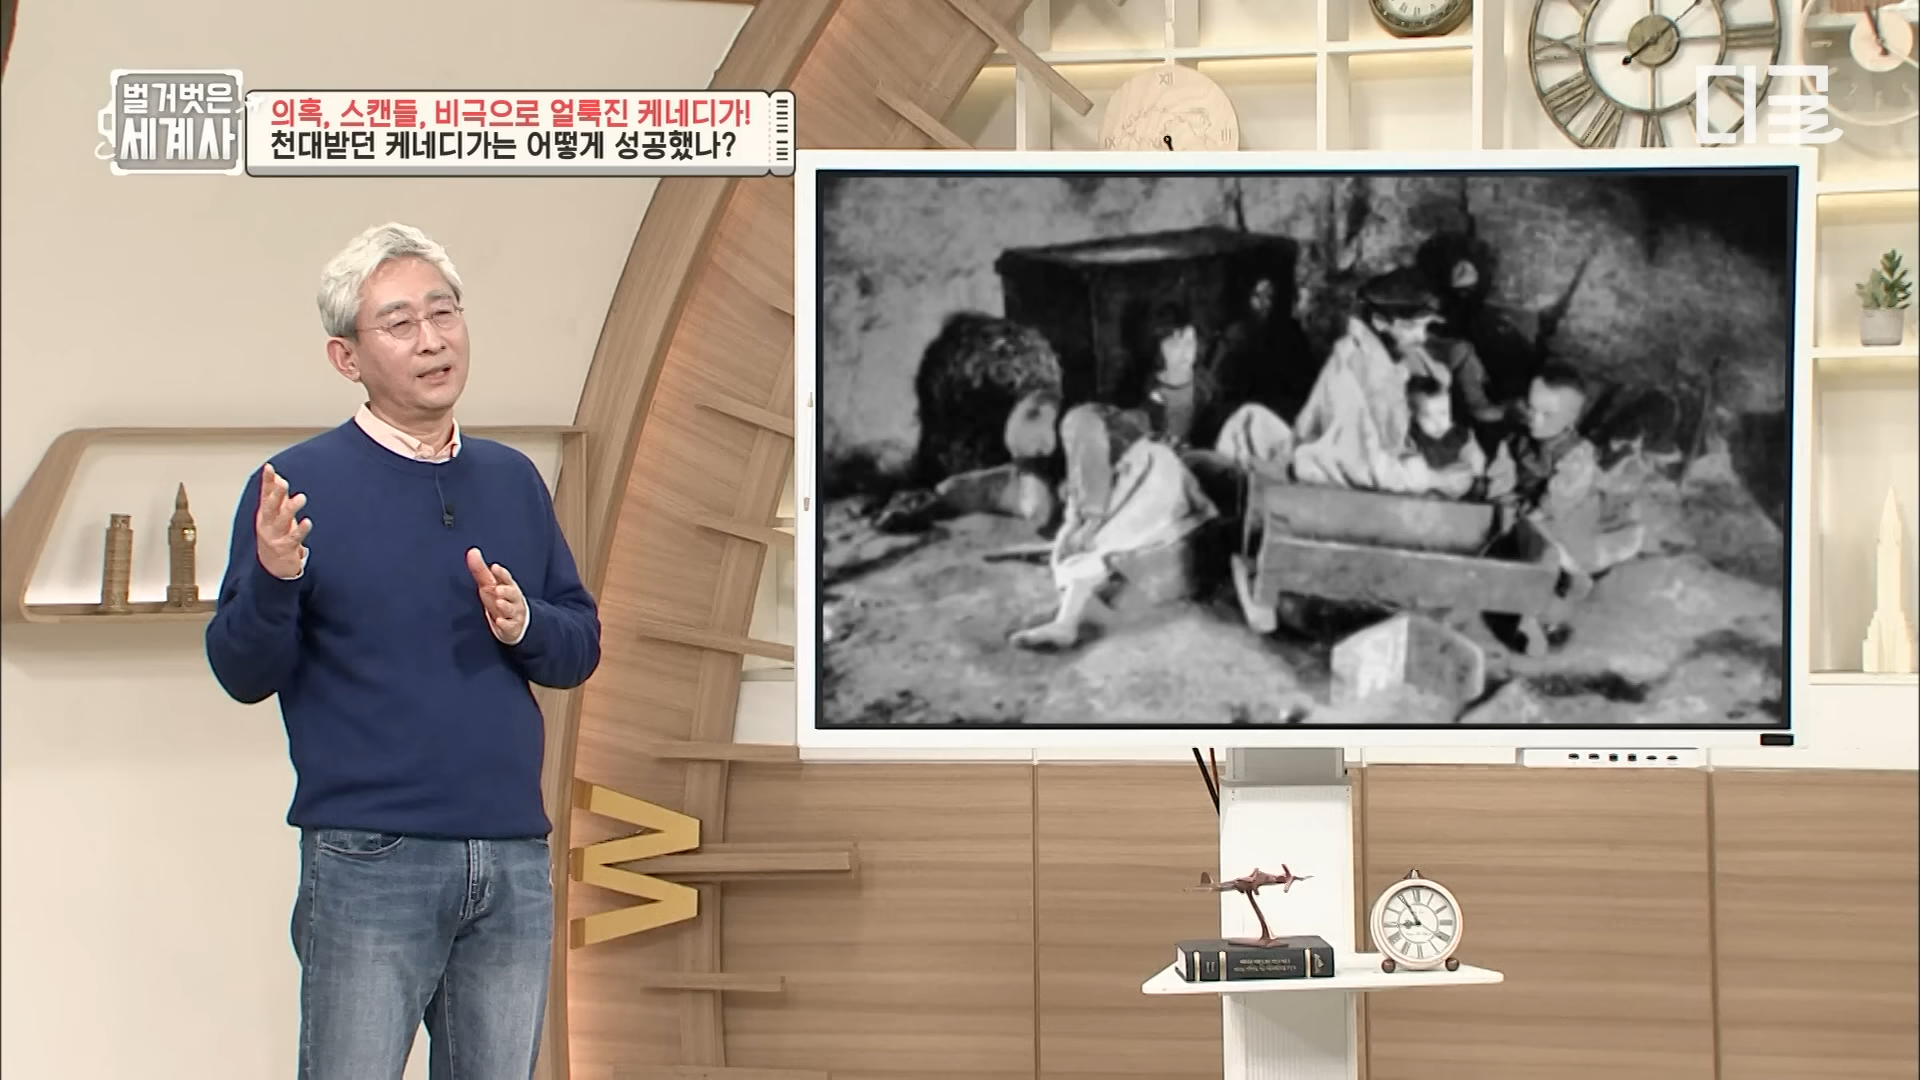 벌거벗은
세계사
의혹, 스캔들, 비극으로 얼룩진 케네디가!
천대받던 케네디가는 어떻게 성공했나?
디글
W